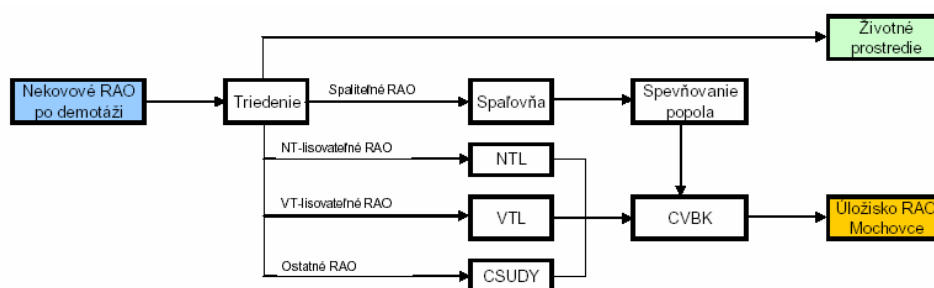 Životné
prostredie
Nekovové RAO
po demotáži
Triedenie
Spaliteľné RAO
Spaľovňa
Spevňovanie
popola
NT-lisovateľné RAO
NTL
VT-lisovateľné RAO
VTL
CVBK
Úložisko RAO
Mochovce
Ostatné RAO
CSUDY